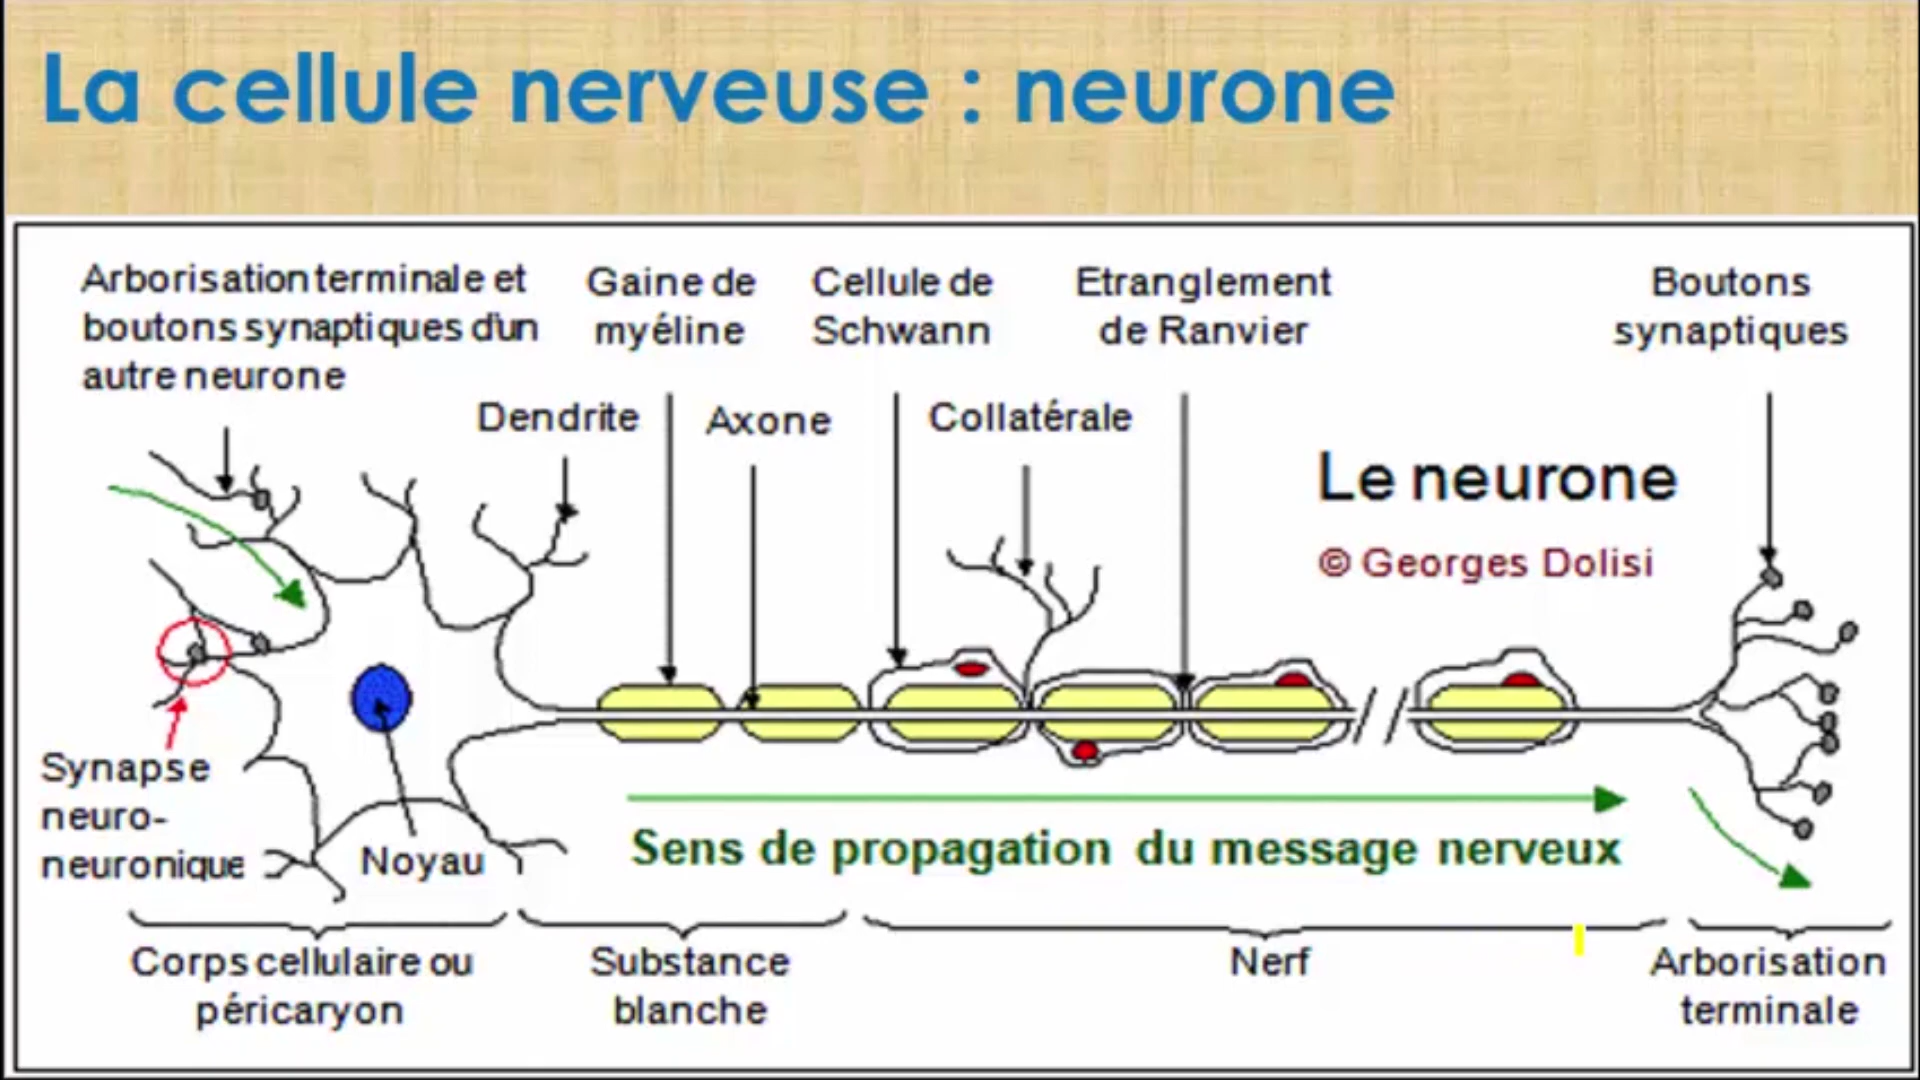 La cellule nerveuse : neurone
Arborisation terminale et
boutons synaptiques d'un
autre neurone
Gaine de
myéline
Cellule de
Schwann
Etranglement
de Ranvier
Boutons
synaptiques
Dendrite
Axone
Collatérale
Le neurone
© Georges Dolisi
Synapse
neuro-
neuronique
Noyau
Sens de propagation du message nerveux
Corps cellulaire ou
péricaryon
Substance
blanche
Nerf
Arborisation
terminale